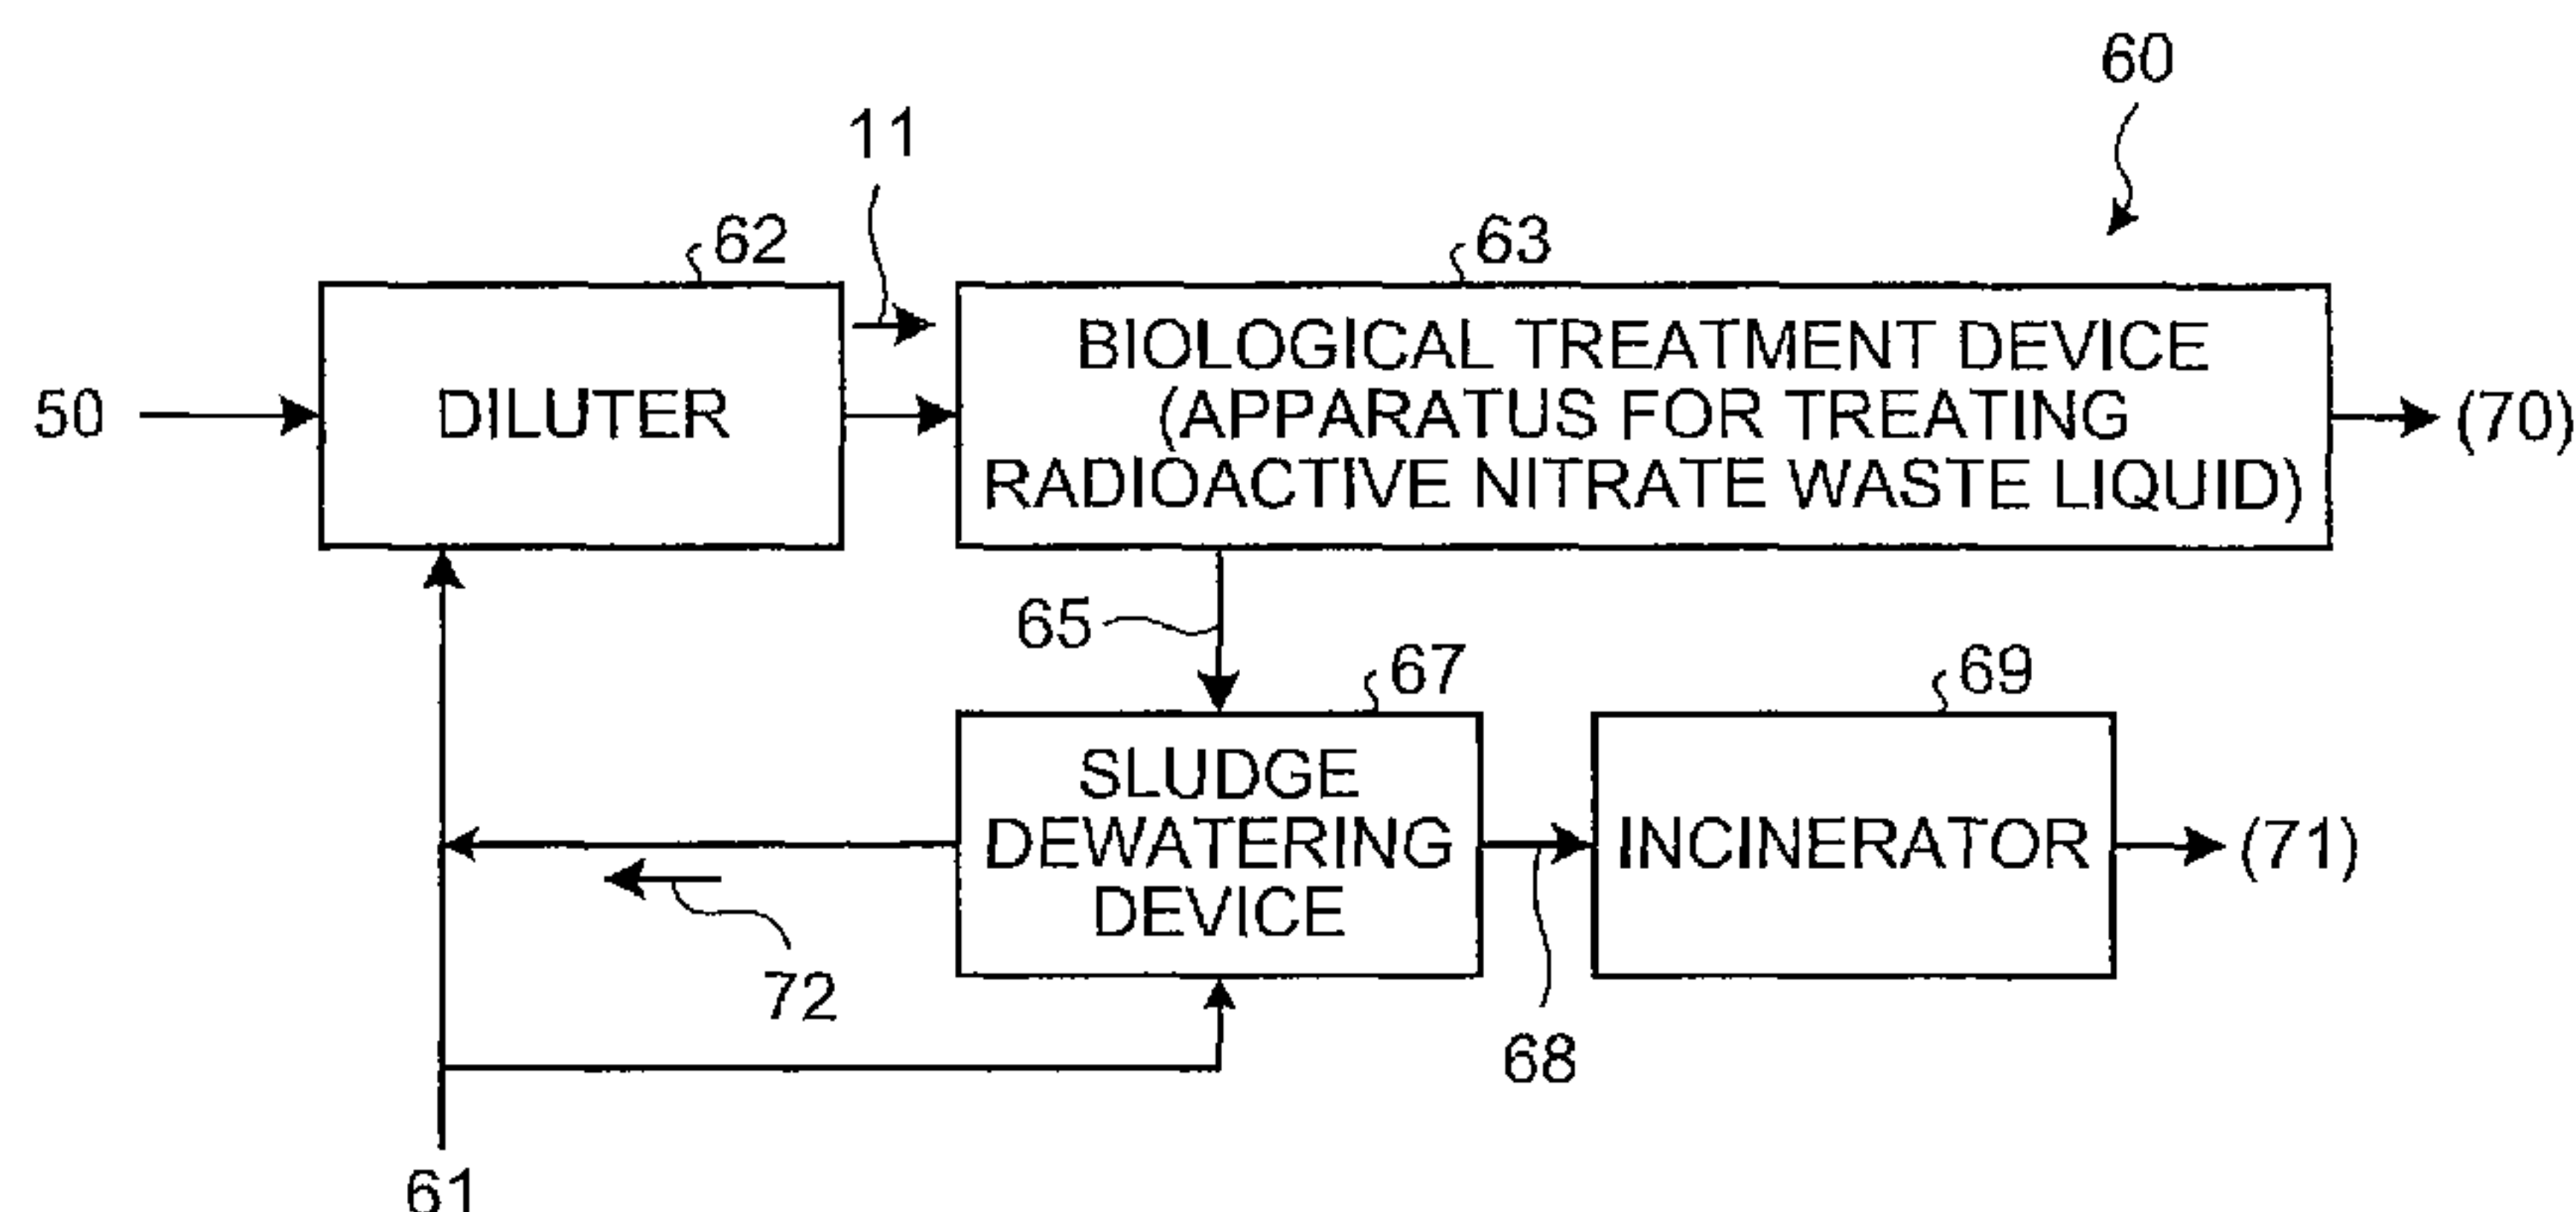 60
11
62
63
50
DILUTER
BIOLOGICAL TREATMENT DEVICE
(APPARATUS FOR TREATING
RADIOACTIVE NITRATE WASTE LIQUID)
(70)
65
67
69
SLUDGE
DEWATERING
DEVICE
INCINERATOR
(71)
72
68
61